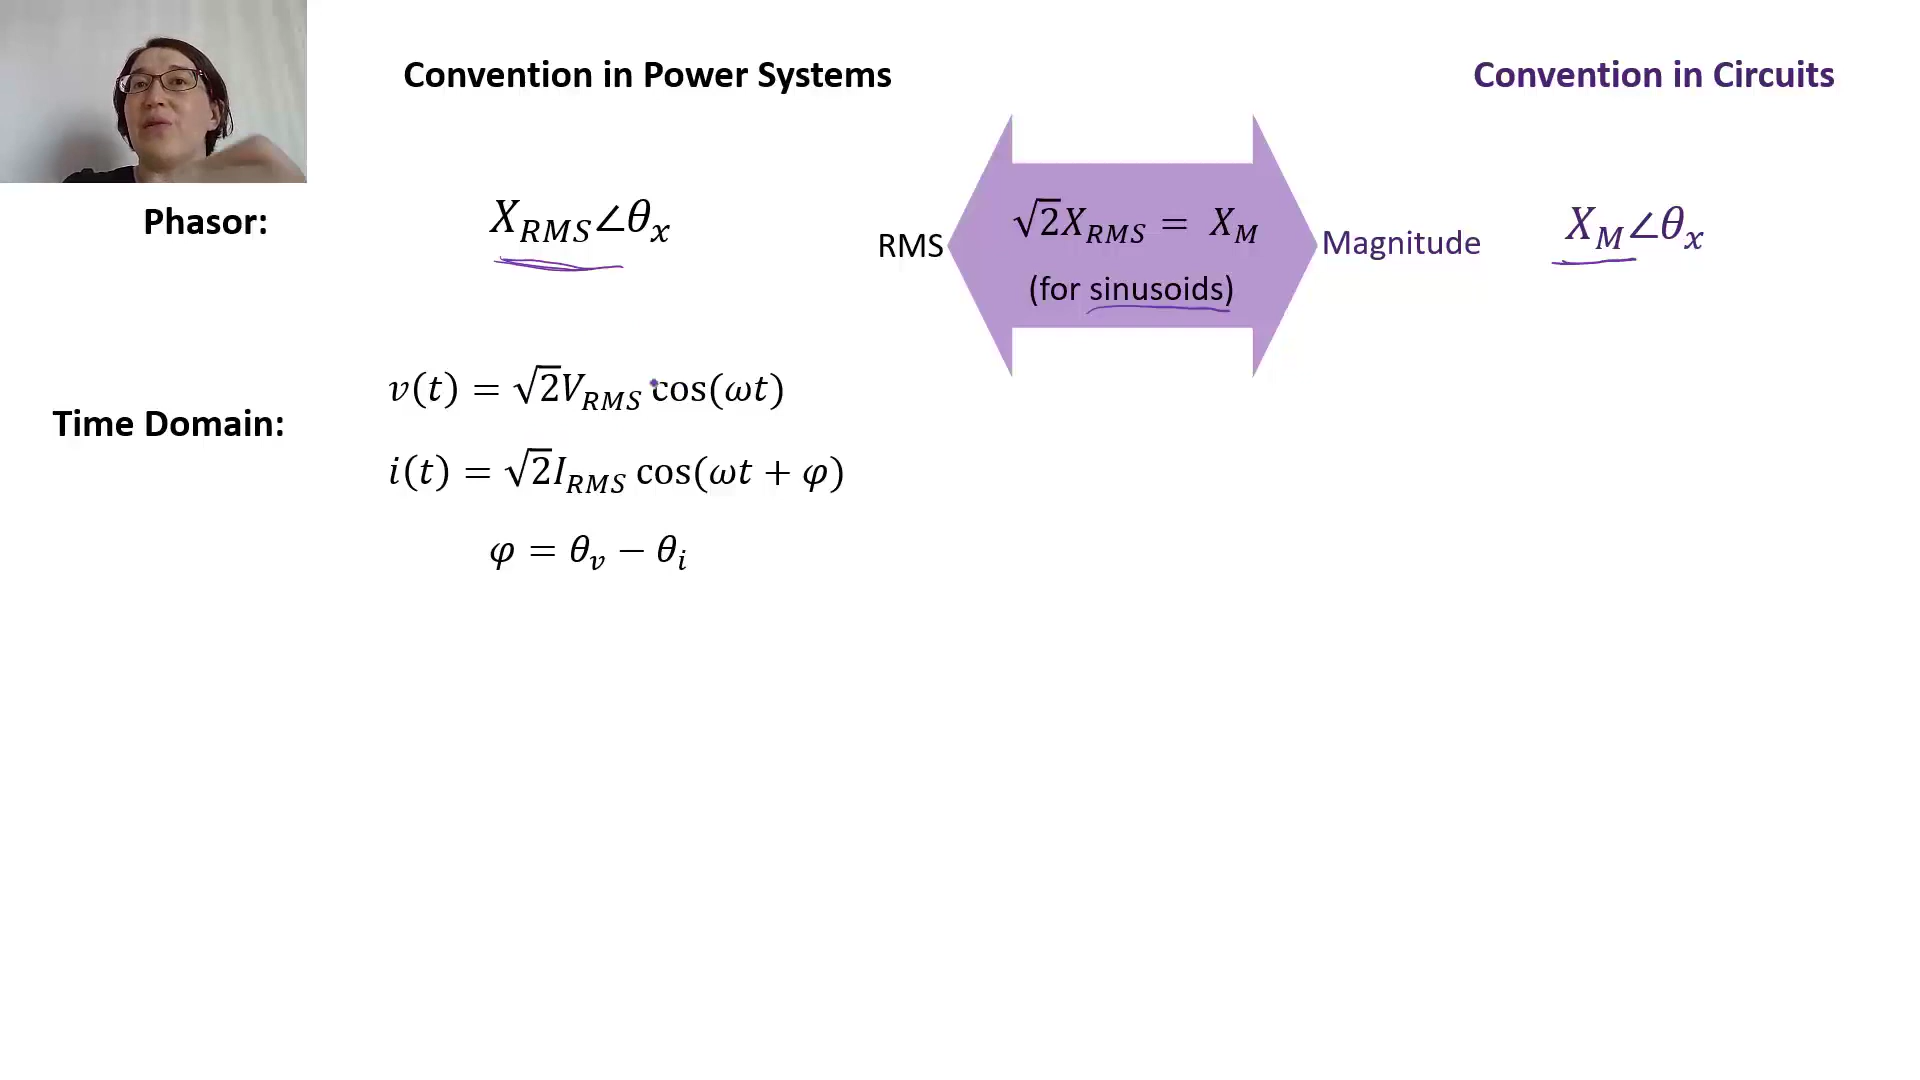 Convention in Power Systems
Convention in Circuits
Phasor:
X_RMS∠θ_x
RMS
√2X_RMS = X_M
(for sinusoids)
Magnitude
X_M∠θ_x
Time Domain:
v(t) = √2V_RMS cos(ωt)
i(t) = √2I_RMS cos(ωt + φ)
φ = θ_v − θ_i